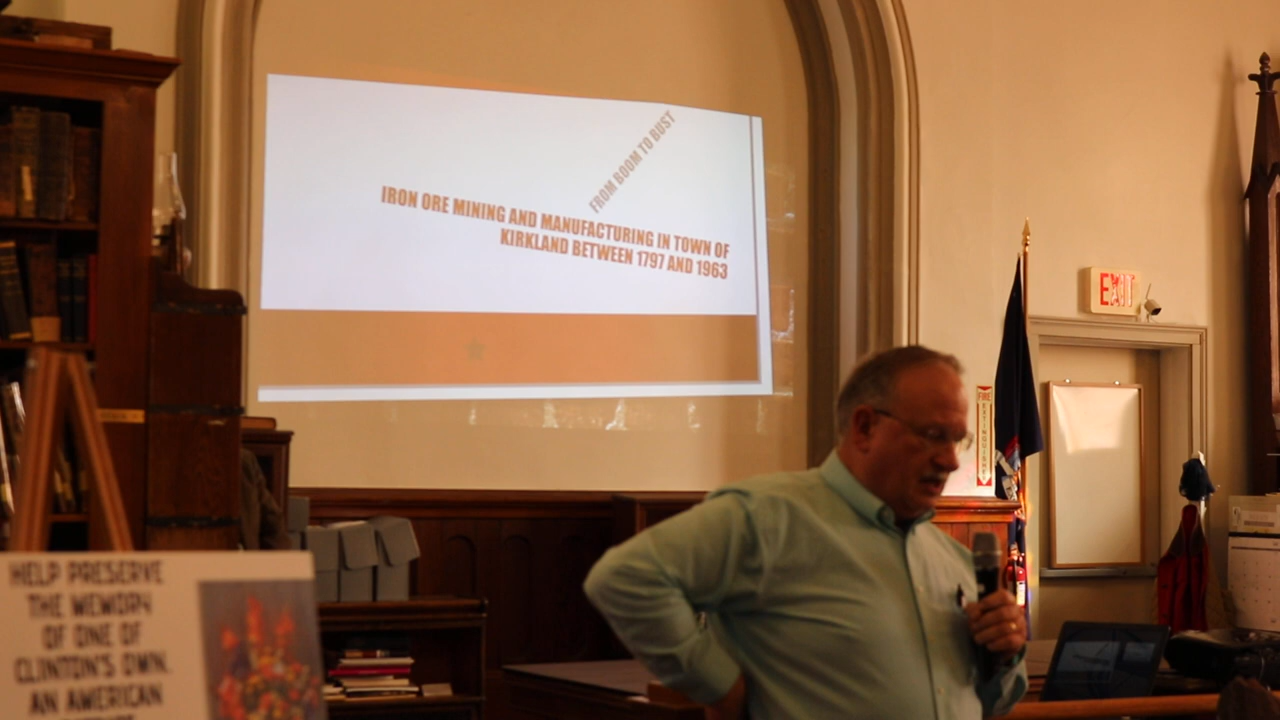 FROM BOOM TO BUST
IRON ORE MINING AND MANUFACTURING IN TOWN OF
KIRKLAND BETWEEN 1797 AND 1963
EXIT
FIRE
EXTINGUISHER
HELP PRESERVE
THE MEMORY
OF ONE OF
CLINTON'S OWN.
AN AMERICAN